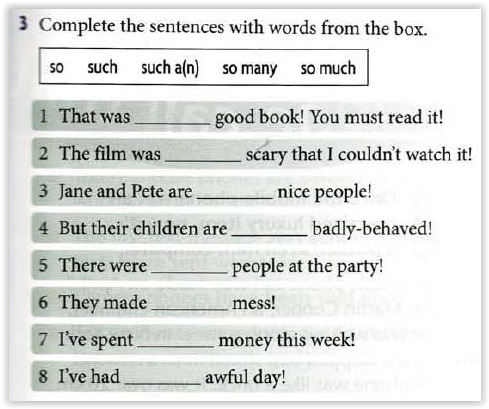 3 Complete the sentences with words from the box.
so such such a(n) so many so much
1 That was ________ good book! You must read it!
2 The film was ________ scary that I couldn't watch it!
3 Jane and Pete are ________ nice people!
4 But their children are ________ badly-behaved!
5 There were ________ people at the party!
6 They made ________ mess!
7 I've spent ________ money this week!
8 I've had ________ awful day!